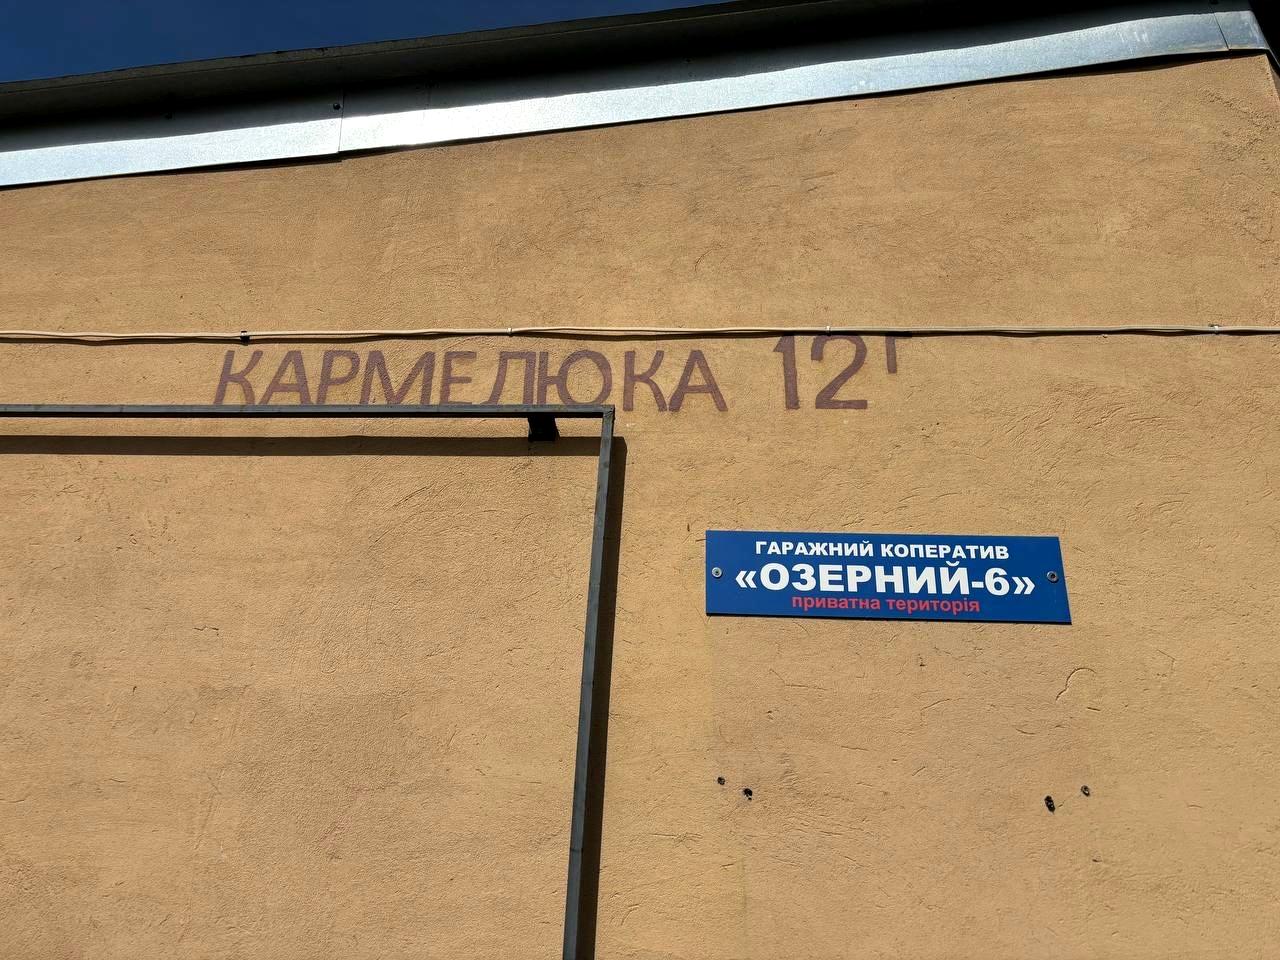 КАРМЕЛЮКА 12Г
ГАРАЖНИЙ КОПЕРАТИВ
«ОЗЕРНИЙ-6»
приватна територія